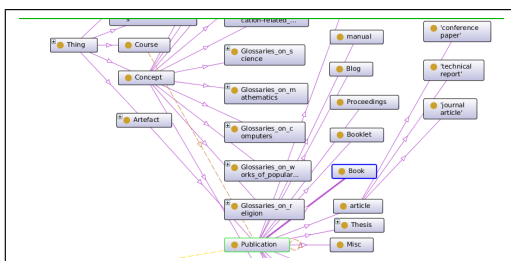 cation-related_...
'conference
paper'
manual
Thing
Course
Glossaries_on_s
cience
Blog
'technical
report'
Concept
Glossaries_on_m
athematics
Proceedings
'journal
article'
Artefact
Glossaries_on_c
omputers
Booklet
Glossaries_on_w
orks_of_popular...
Book
Glossaries_on_r
eligion
article
Thesis
Publication
Misc